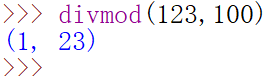 >>> divmod(123,100)
(1, 23)
>>>